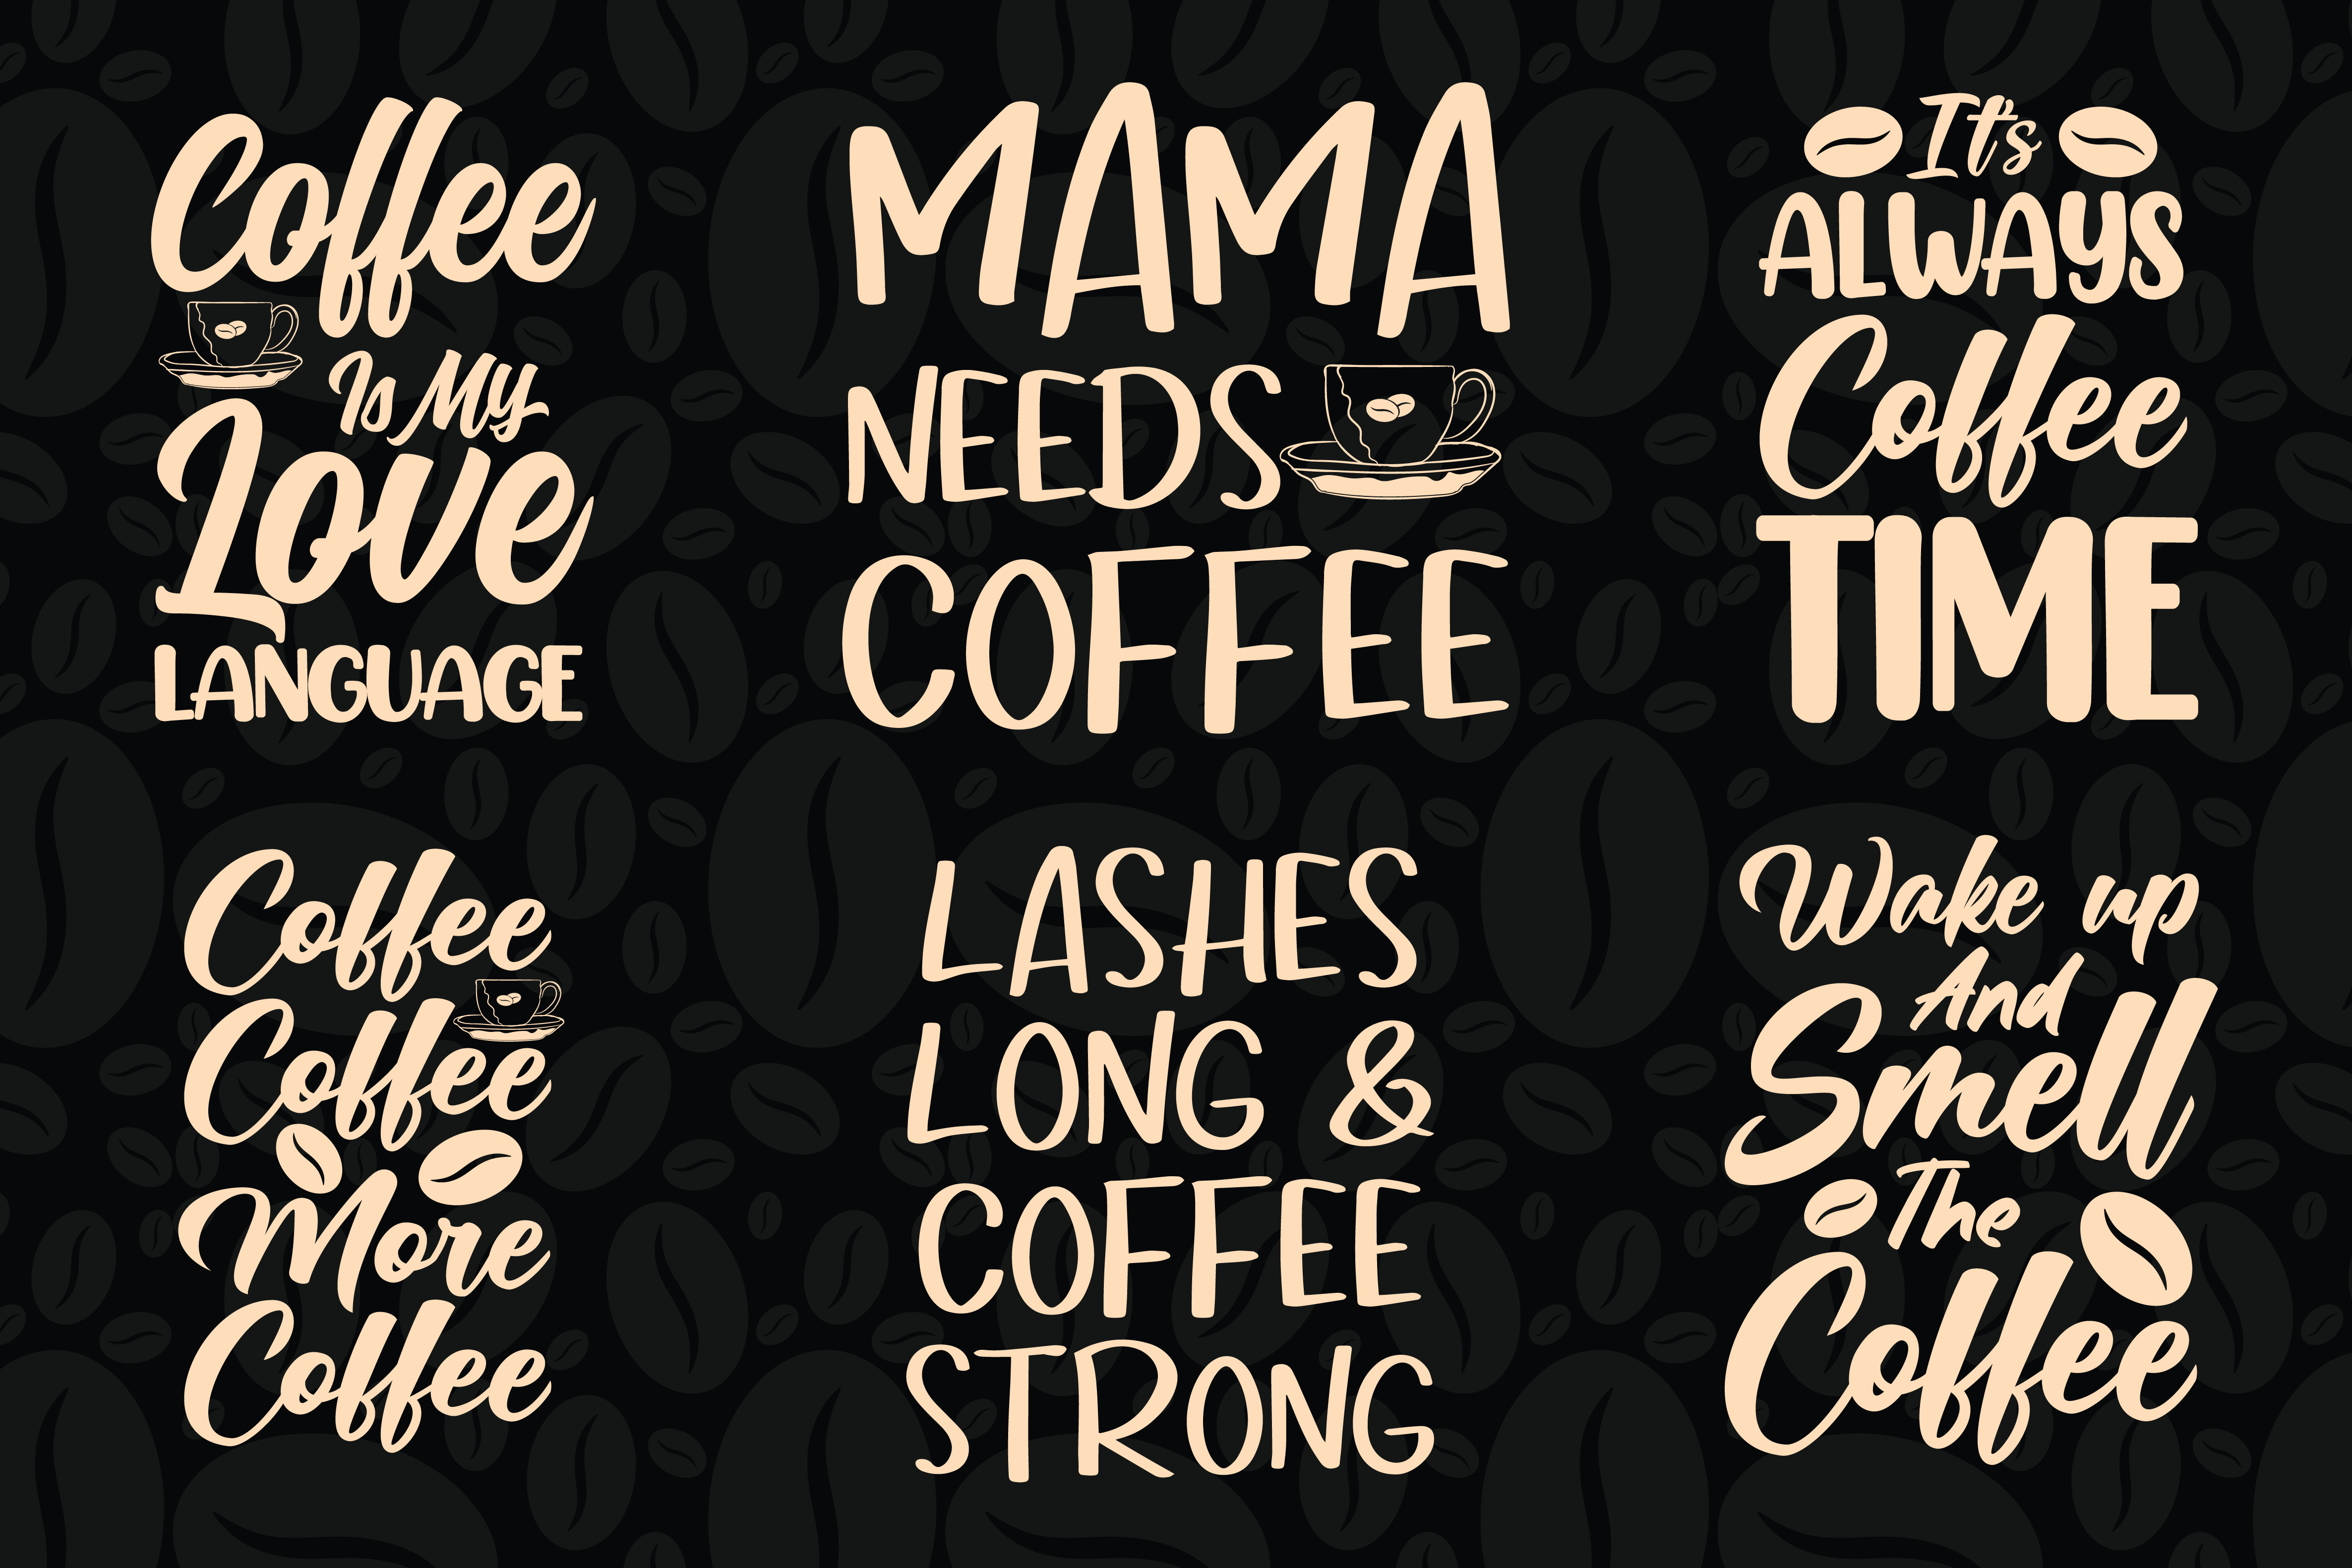 Coffee
Is My
Love
LANGUAGE
MAMA
NEEDS
COFFEE
It's
ALWAYS
Coffee
TIME
Coffee
Coffee
More
Coffee
LASHES
LONG &
COFFEE
STRONG
Wake up
And
Smell
The
Coffee